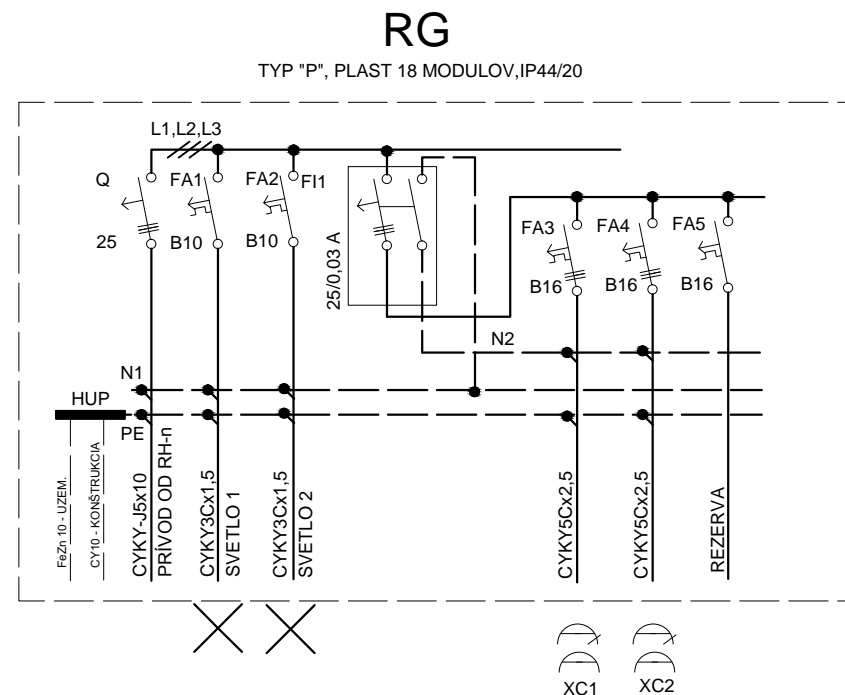 RG
TYP "P", PLAST 18 MODULOV,IP44/20
L1,L2,L3
Q
FA1
FA2
FI1
25
B10
B10
25/0,03 A
FA3
FA4
FA5
B16
B16
B16
N2
N1
HUP
PE
FeZn 10 - UZEM.
CY10 - KONŠTRUKCIA
CYKY-J5x10
PRÍVOD OD RH-n
CYKY3Cx1,5
SVETLO 1
CYKY3Cx1,5
SVETLO 2
CYKY5Cx2,5
CYKY5Cx2,5
REZERVA
XC1
XC2